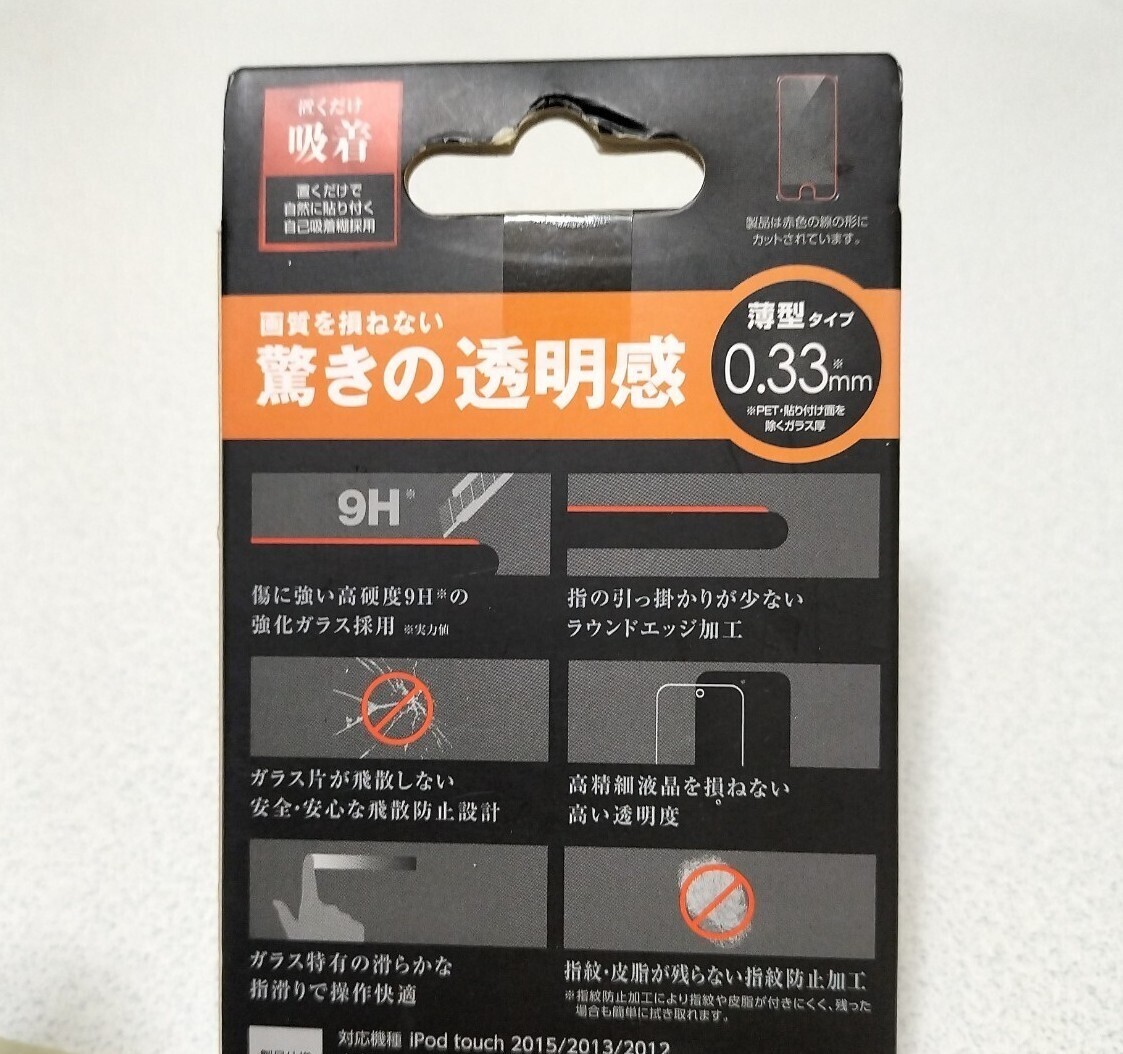 置くだけ
吸着
置くだけで
自然に貼り付く
自己吸着糊採用
製品は赤色の線の形に
カットされています。
画質を損ねない
驚きの透明感
薄型タイプ
0.33※mm
※PET・貼り付け面を
除くガラス厚
9H※
傷に強い高硬度9H※の
強化ガラス採用 ※実力値
指の引っ掛かりが少ない
ラウンドエッジ加工
ガラス片が飛散しない
安全・安心な飛散防止設計
高精細液晶を損ねない
高い透明度
ガラス特有の滑らかな
指滑りで操作快適
指紋・皮脂が残らない指紋防止加工
※指紋防止加工により指紋や皮脂が付きにくく、残った
場合も簡単に拭き取れます。
対応機種 iPod touch 2015/2013/2012